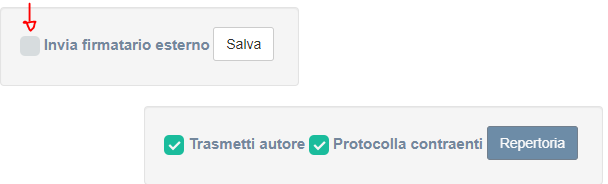 Invia firmatario esterno Salva
Trasmetti autore Protocolla contraenti Repertoria